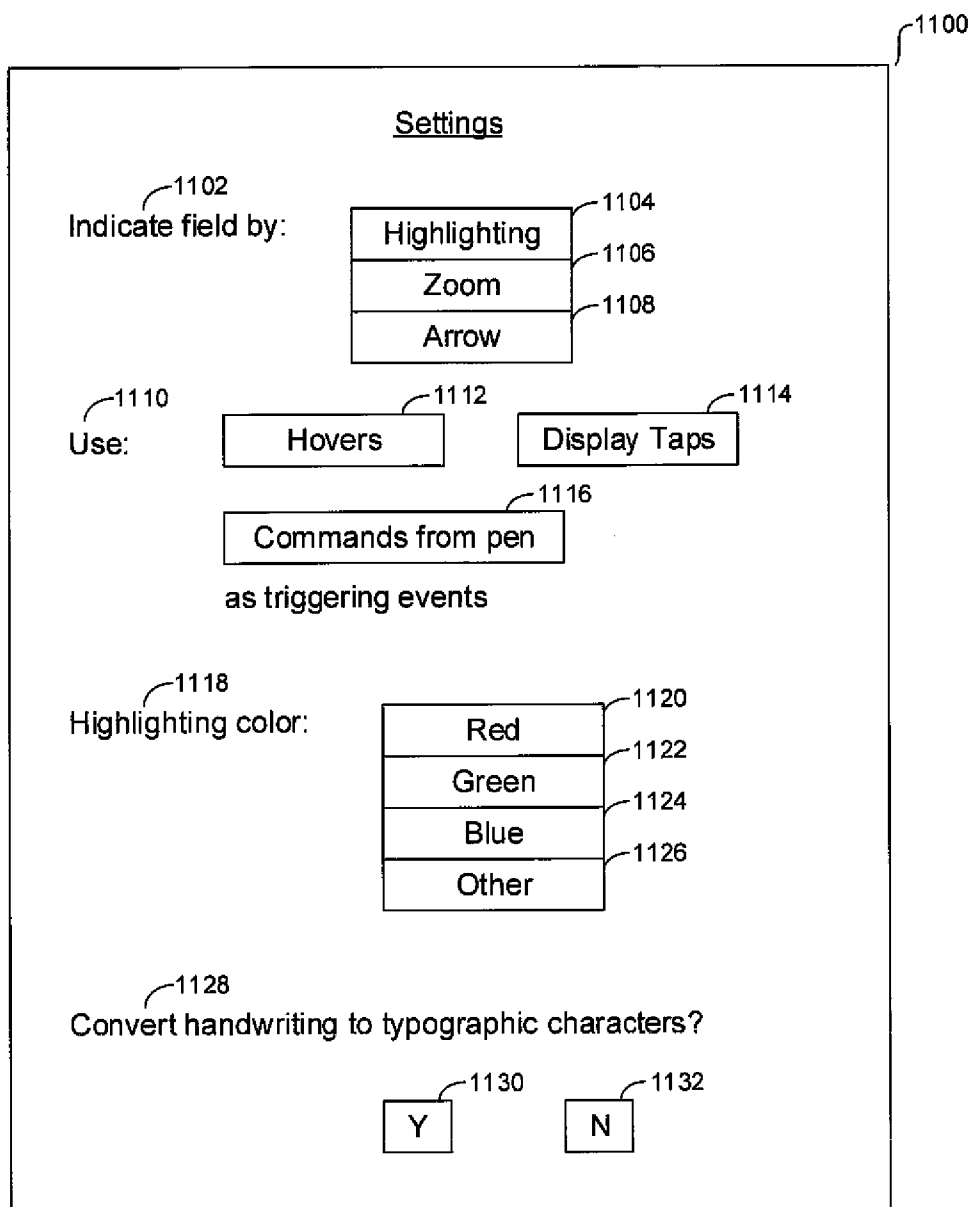 1100
Settings
1102
Indicate field by:
1104
Highlighting
1106
Zoom
1108
Arrow
1110
Use:
1112
Hovers
1114
Display Taps
1116
Commands from pen
as triggering events
1118
Highlighting color:
1120
Red
1122
Green
1124
Blue
1126
Other
1128
Convert handwriting to typographic characters?
1130
Y
1132
N